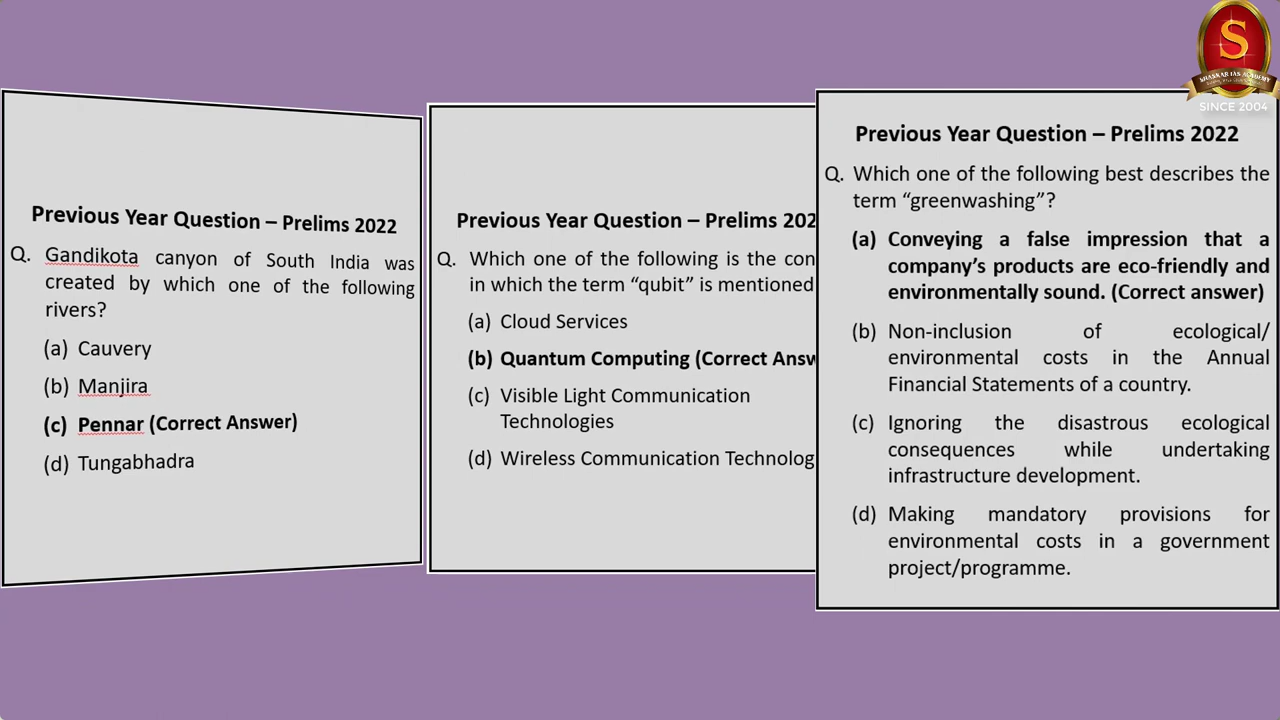 Previous Year Question – Prelims 2022
Q. Gandikota canyon of South India was
created by which one of the following
rivers?
(a) Cauvery
(b) Manjira
(c) Pennar (Correct Answer)
(d) Tungabhadra
Previous Year Question – Prelims
Q. Which one of the following is the
in which the term “qubit” is mentioned
(a) Cloud Services
(b) Quantum Computing (Correct
(c) Visible Light Communication
Technologies
(d) Wireless Communication
S
SHANKAR IAS ACADEMY
SINCE 2004
Previous Year Question – Prelims 2022
Q. Which one of the following best describes the
term “greenwashing”?
(a) Conveying a false impression that a
company’s products are eco-friendly and
environmentally sound. (Correct answer)
(b) Non-inclusion of ecological/
environmental costs in the Annual
Financial Statements of a country.
(c) Ignoring the disastrous ecological
consequences while undertaking
infrastructure development.
(d) Making mandatory provisions for
environmental costs in a government
project/programme.